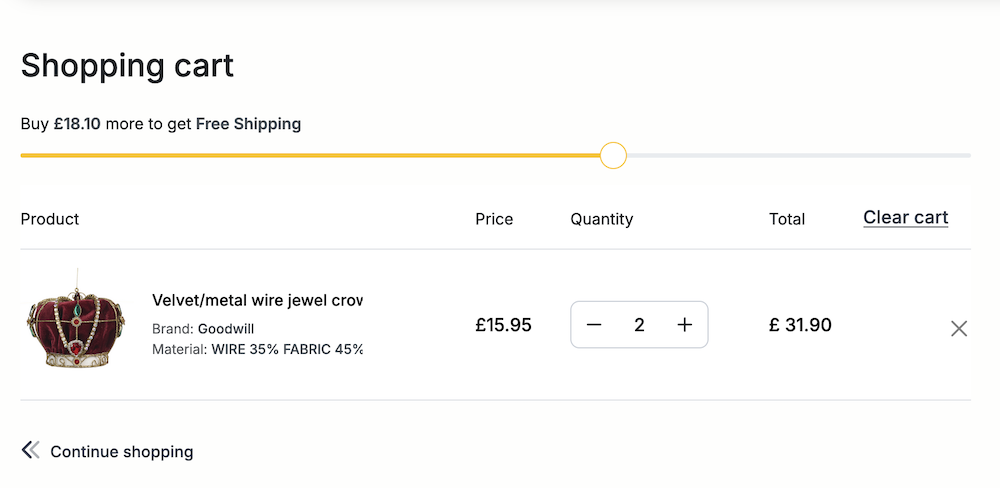 Shopping cart
Buy £18.10 more to get Free Shipping
Product Price Quantity Total Clear cart
Velvet/metal wire jewel crow
Brand: Goodwill
Material: WIRE 35% FABRIC 45%
£15.95 2 £ 31.90
Continue shopping